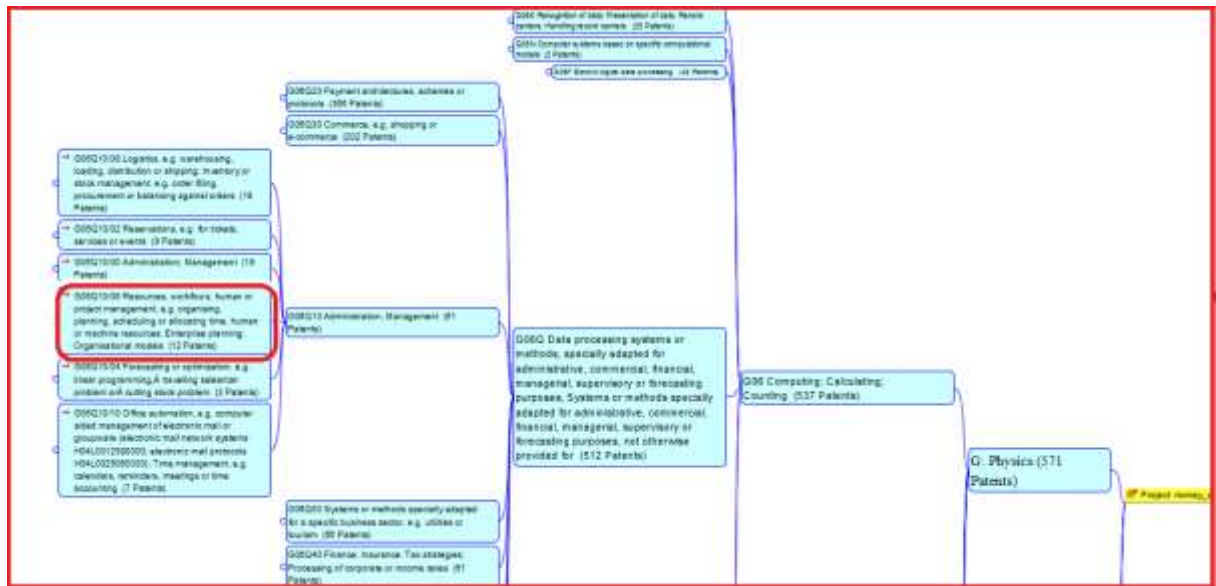 G06K Recognition of data; Presentation of data; Record
carriers; Handling record carriers (25 Patents)
G06N Computer systems based on specific computational
models (2 Patents)
G06F Electric digital data processing (43 Patents)
G06Q20 Payment architectures, schemes or
protocols (386 Patents)
G06Q30 Commerce, e.g. shopping or
e-commerce (202 Patents)
G06Q10/08 Logistics, e.g. warehousing,
loading, distribution or shipping; Inventory or
stock management, e.g. order filling,
procurement or balancing against orders (19
Patents)
G06Q10/02 Reservations, e.g. for tickets,
services or events (9 Patents)
G06Q10/00 Administration; Management (19
Patents)
G06Q10/06 Resources, workflows, human or
project management, e.g. organising,
planning, scheduling or allocating time, human
or machine resources; Enterprise planning;
Organisational models (12 Patents)
G06Q10/04 Forecasting or optimisation, e.g.
linear programming,Â travelling salesman
problem orÂ cutting stock problem (3 Patents)
G06Q10/10 Office automation, e.g. computer
aided management of electronic mail or
groupware (electronic mail network systems
H04L0012580000, electronic mail protocols
H04L0029060000); Time management, e.g.
calendars, reminders, meetings or time
accounting (7 Patents)
G06Q10 Administration; Management (61
Patents)
G06Q50 Systems or methods specially adapted
for a specific business sector, e.g. utilities or
tourism
G06Q40 Finance; Insurance; Tax strategies;
Processing of corporate or income taxes (61
Patents)
G06Q Data processing systems or
methods, specially adapted for
administrative, commercial, financial,
managerial, supervisory or forecasting
purposes, Systems or methods specially
adapted for administrative, commercial,
financial, managerial, supervisory or
forecasting purposes, not otherwise
provided for (512 Patents)
G06 Computing; Calculating;
Counting (537 Patents)
G: Physics (571
Patents)
Project money_